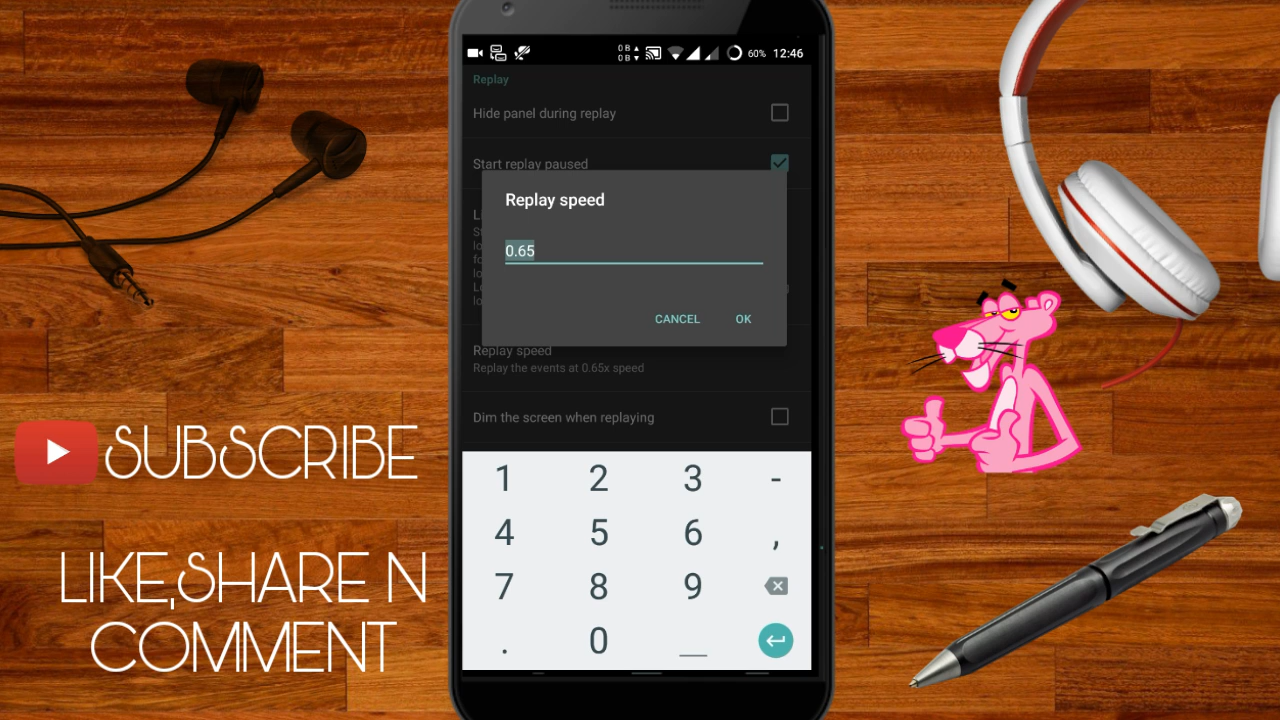 0 B
0 B
60% 12:46
Replay
Hide panel during replay
Start replay paused
Replay speed
0.65
CANCEL OK
Replay speed
Replay the events at 0.65x speed
Dim the screen when replaying
1 2 3 -
4 5 6 ,
7 8 9
. 0 _
SUBSCRIBE
LIKE,SHARE N
COMMENT